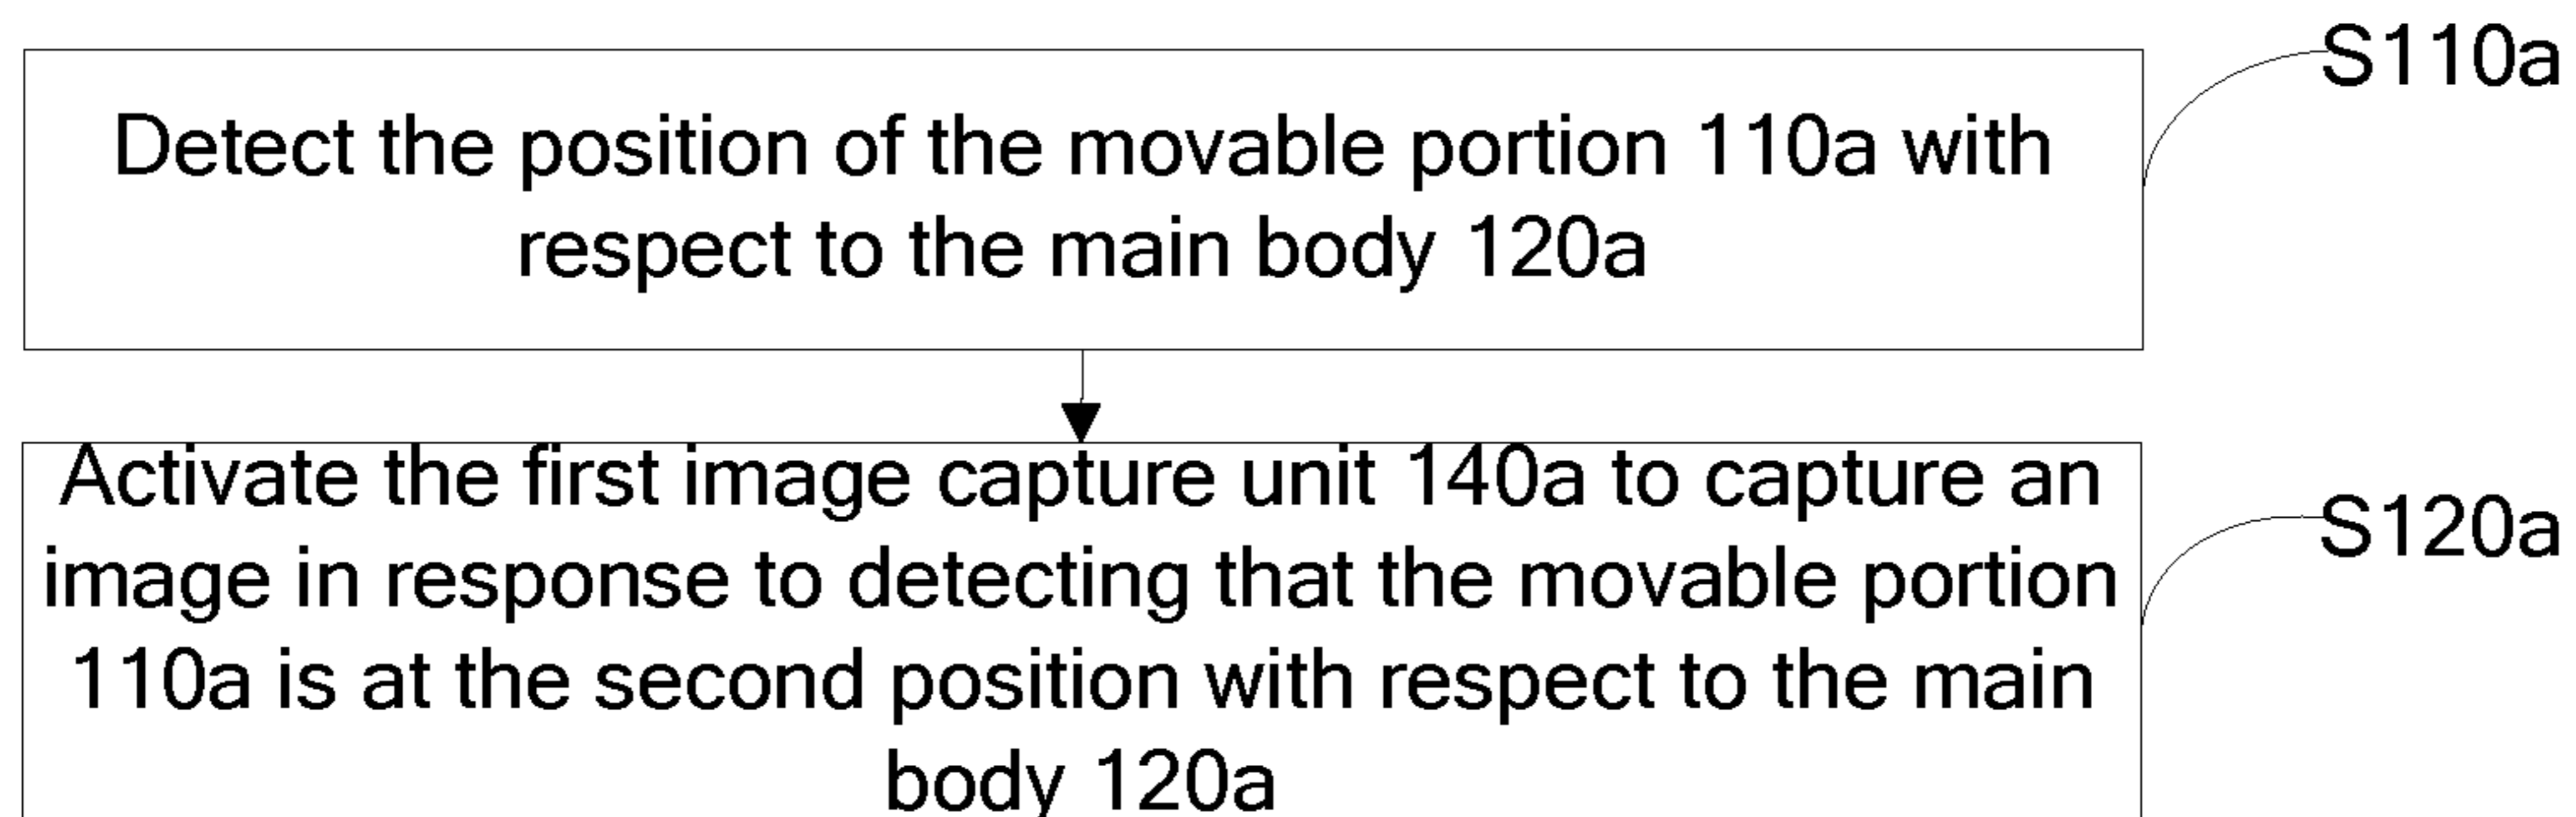 S110a
Detect the position of the movable portion 110a with
respect to the main body 120a
Activate the first image capture unit 140a to capture an
image in response to detecting that the movable portion
110a is at the second position with respect to the main
body 120a
S120a